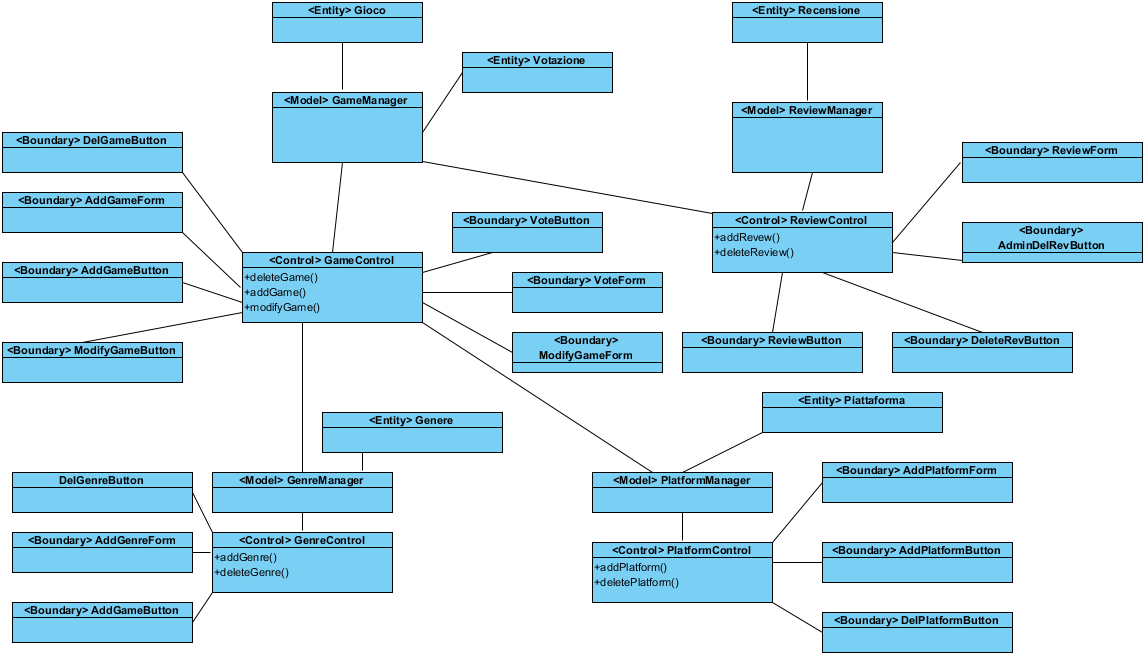 <Entity> Gioco
<Entity> Recensione
<Entity> Votazione
<Model> GameManager
<Model> ReviewManager
<Boundary> DelGameButton
<Boundary> ReviewForm
<Boundary> AddGameForm
<Boundary> VoteButton
<Control> ReviewControl
+addRevew()
+deleteReview()
<Boundary>
AdminDelRevButton
<Control> GameControl
+deleteGame()
+addGame()
+modifyGame()
<Boundary> AddGameButton
<Boundary> VoteForm
<Boundary> ModifyGameButton
<Boundary>
ModifyGameForm
<Boundary> ReviewButton
<Boundary> DeleteRevButton
<Entity> Piattaforma
<Entity> Genere
DelGenreButton
<Model> GenreManager
<Model> PlatformManager
<Boundary> AddPlatformForm
<Boundary> AddGenreForm
<Control> GenreControl
+addGenre()
+deleteGenre()
<Control> PlatformControl
+addPlatform()
+deletePlatform()
<Boundary> AddPlatformButton
<Boundary> AddGameButton
<Boundary> DelPlatformButton